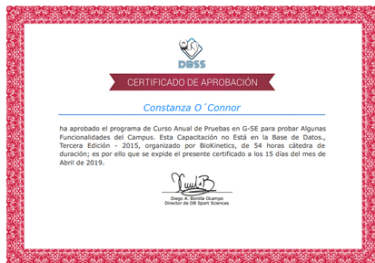 DBSS
CERTIFICADO DE APROBACIÓN
Constanza O´Connor
ha aprobado el programa de Curso Anual de Pruebas en G-SE para probar Algunas
Funcionalidades del Campus. Esta Capacitación no Está en la Base de Datos.,
Tercera Edición - 2015, organizado por BioKinetics, de 54 horas cátedra de
duración; es por ello que se expide el presente certificado a los 15 días del mes de
Abril de 2019.
Diego A. Bonilla Ocampo
Director de DB Sport Sciences